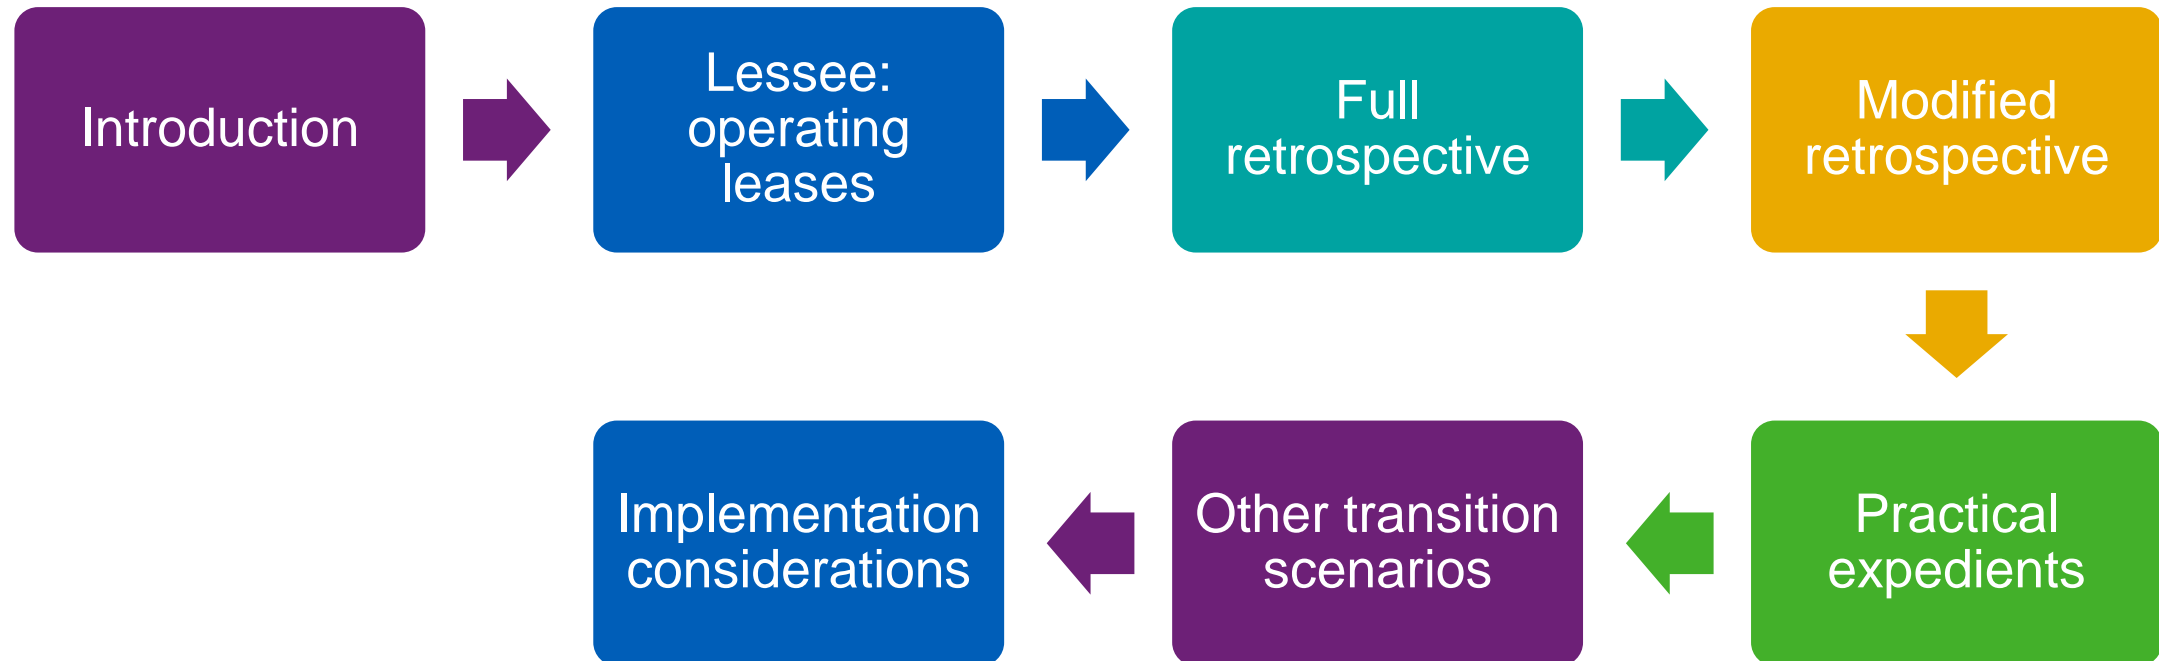 Introduction
Lessee:
operating
leases
Full
retrospective
Modified
retrospective
Practical
expedients
Other transition
scenarios
Implementation
considerations